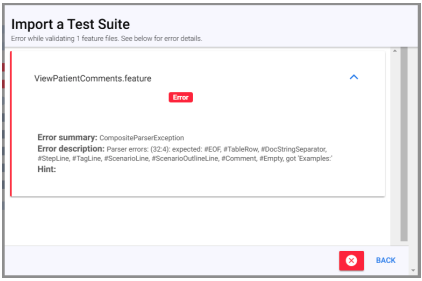 Import a Test Suite
Error while validating 1 feature files. See below for error details.
ViewPatientComments.feature
Error
Error summary: CompositeParserException
Error description: Parser errors: (32:4): expected: #EOF, #TableRow, #DocStringSeparator,
#StepLine, #TagLine, #ScenarioLine, #ScenarioOutlineLine, #Comment, #Empty, got 'Examples:'
Hint:
BACK